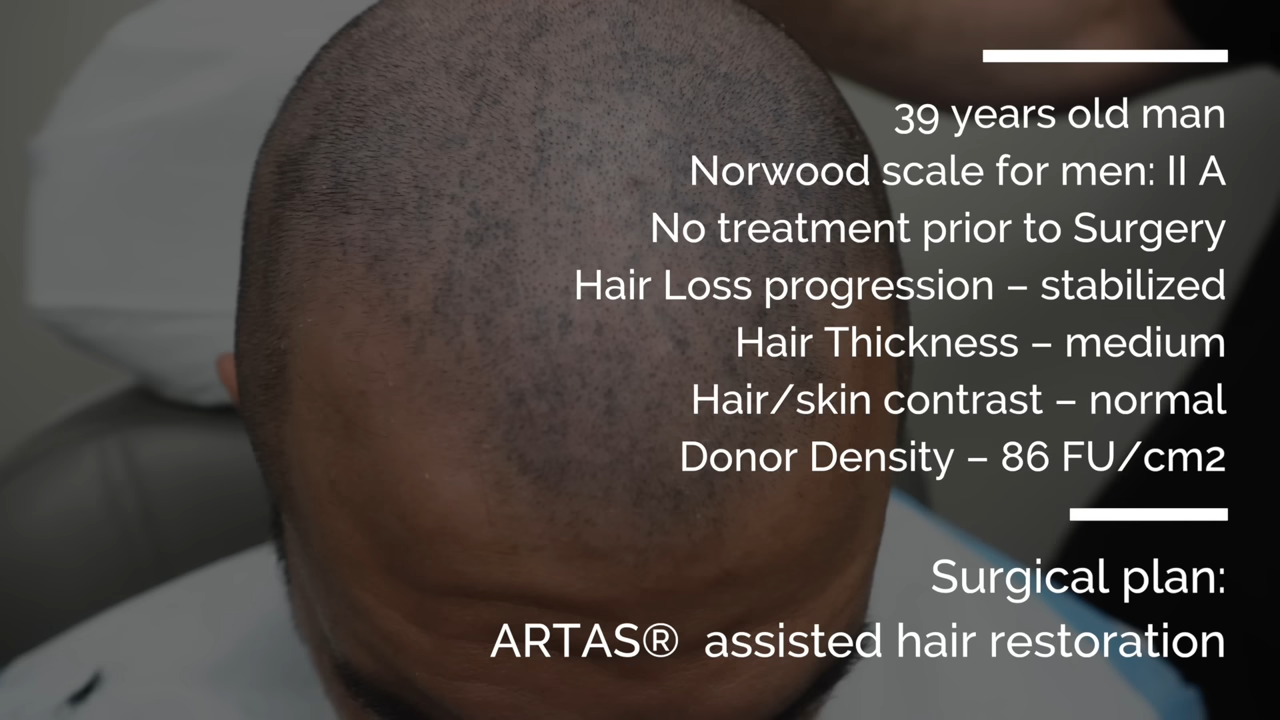 39 years old man
Norwood scale for men: II A
No treatment prior to Surgery
Hair Loss progression – stabilized
Hair Thickness – medium
Hair/skin contrast – normal
Donor Density – 86 FU/cm2
Surgical plan:
ARTAS® assisted hair restoration